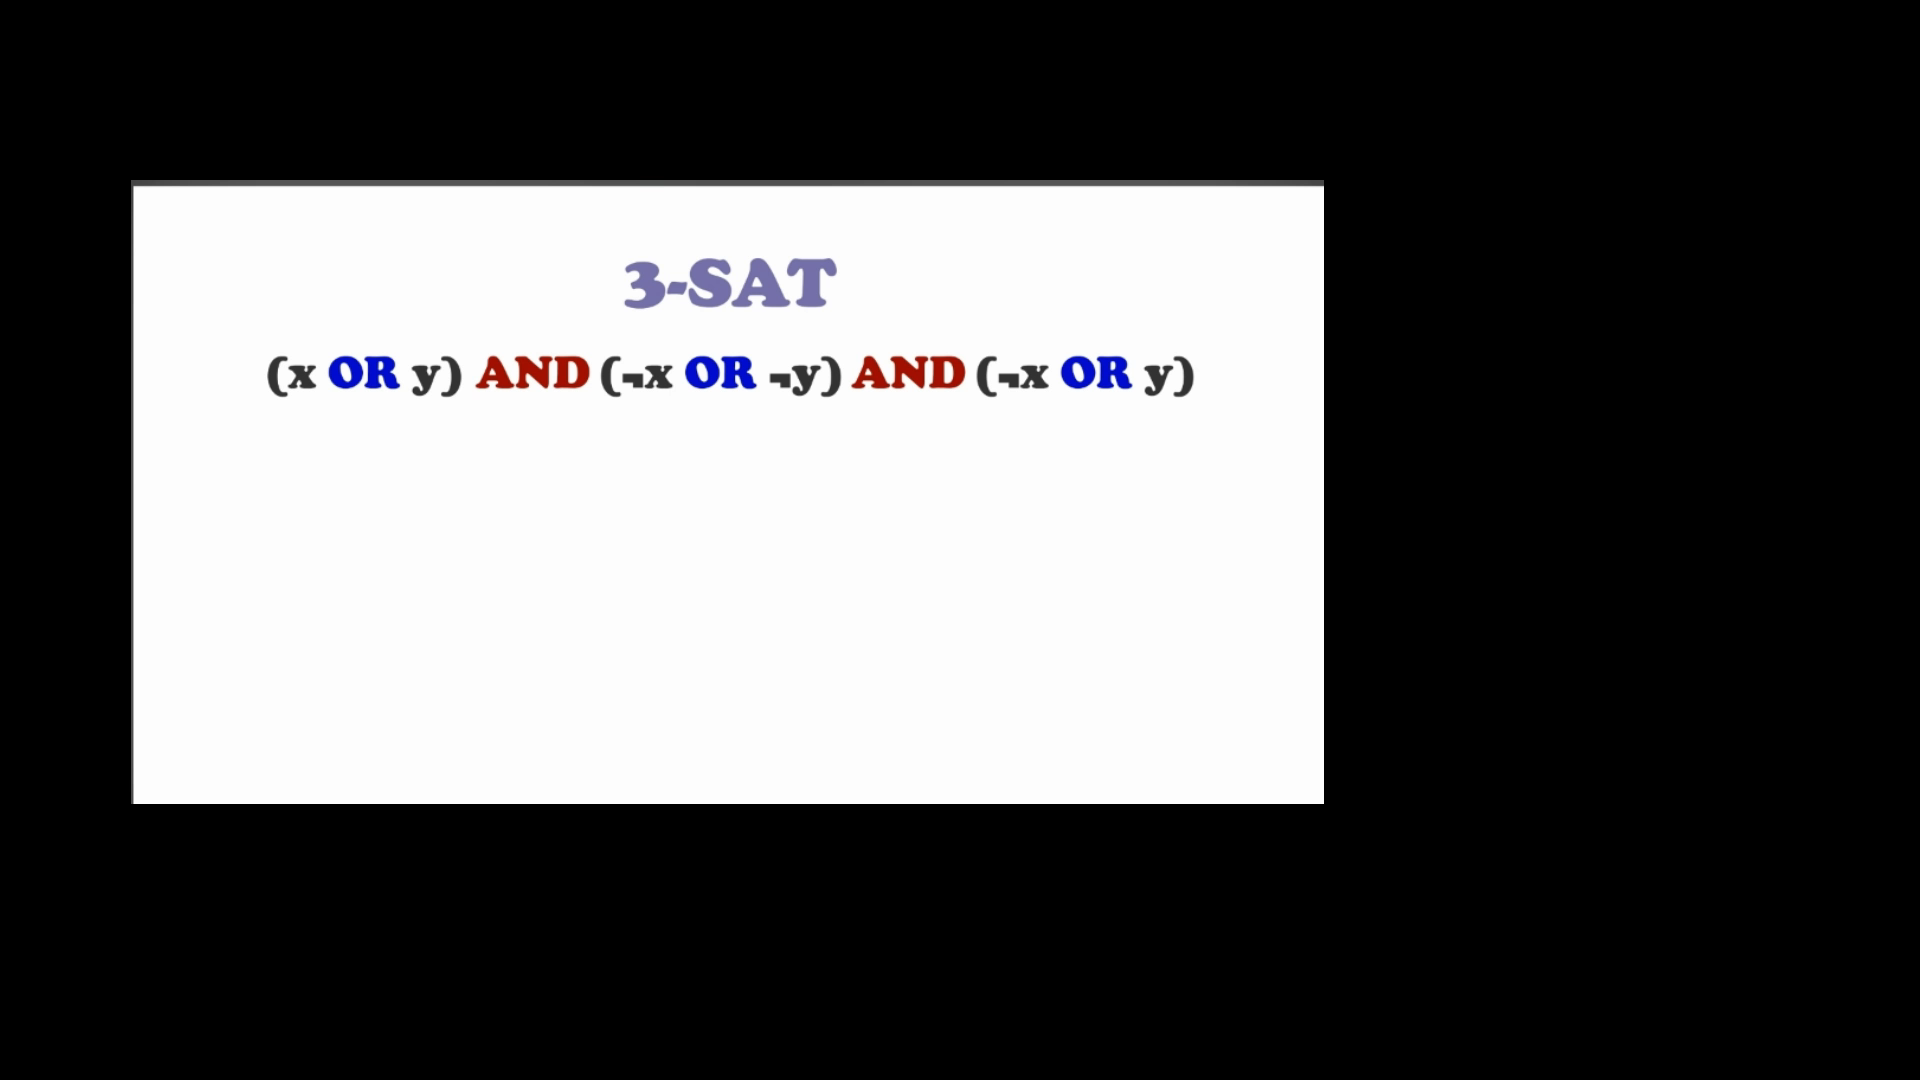 3-SAT
(x OR y) AND (¬x OR ¬y) AND (¬x OR y)